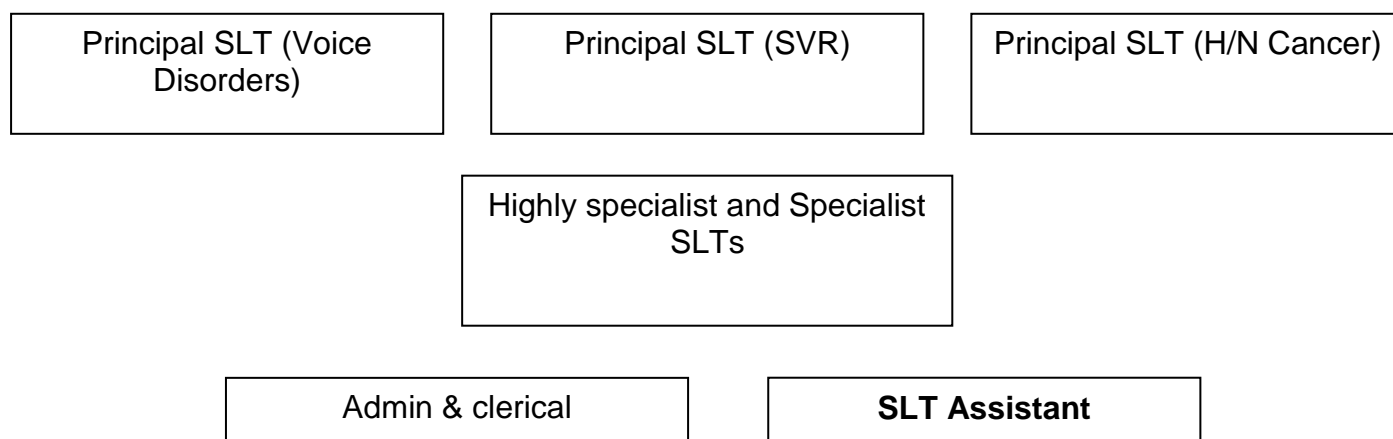 Principal SLT (Voice
Disorders)
Principal SLT (SVR)
Principal SLT (H/N Cancer)
Highly specialist and Specialist
SLTs
Admin & clerical
SLT Assistant